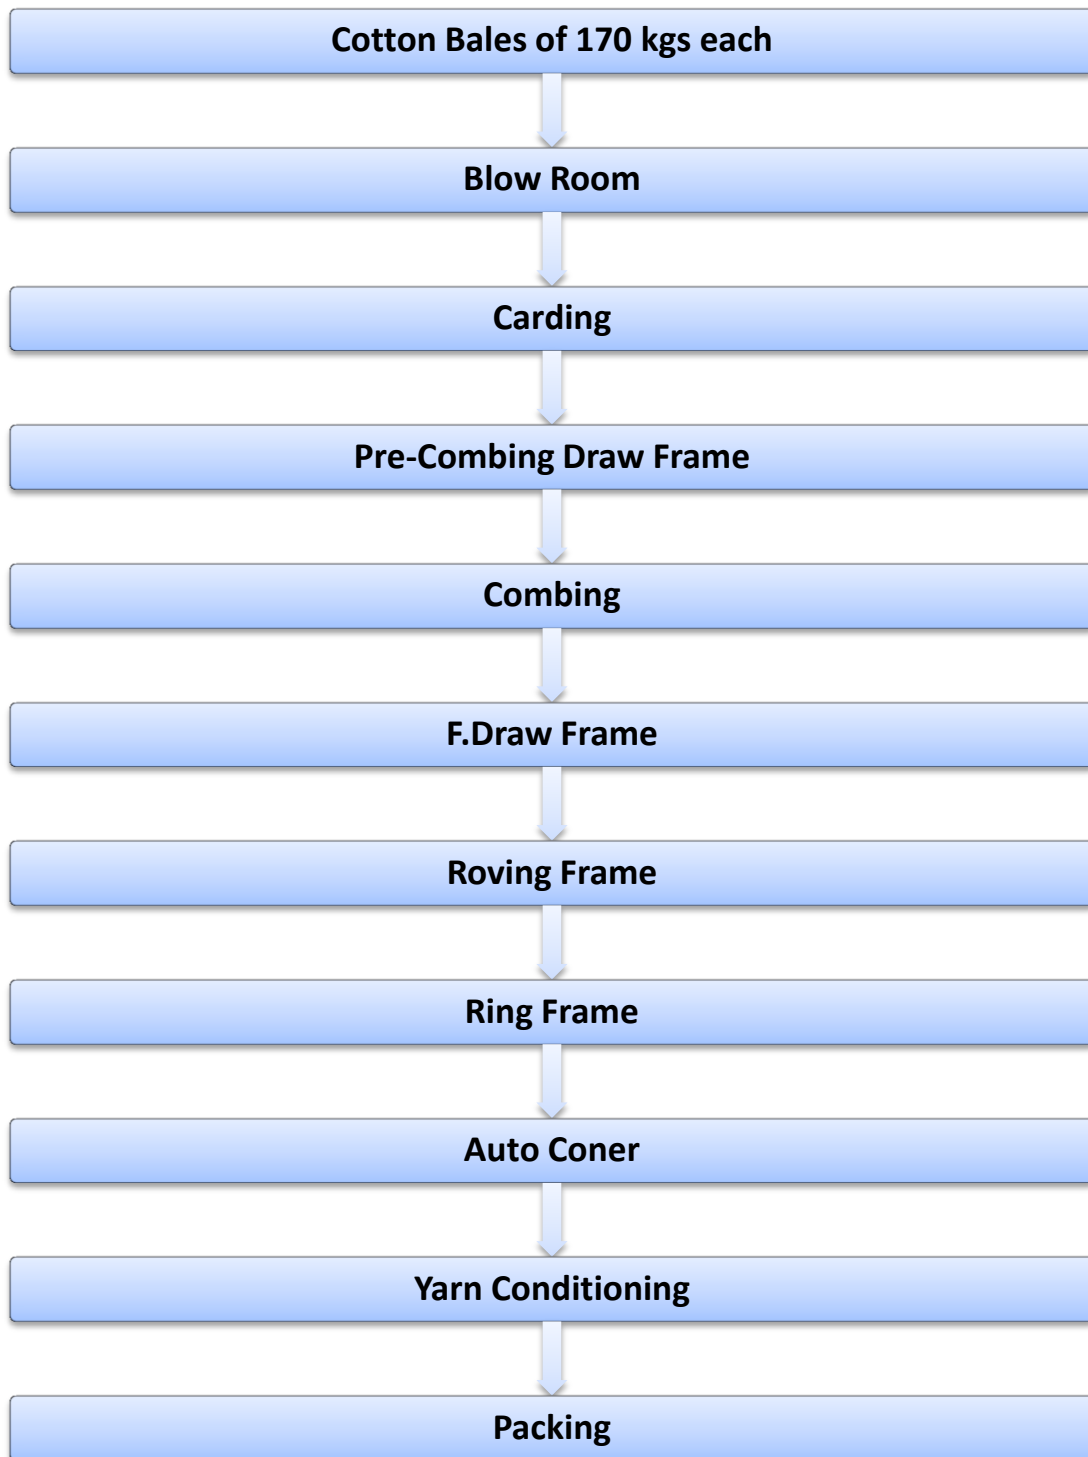 Cotton Bales of 170 kgs each
Blow Room
Carding
Pre-Combing Draw Frame
Combing
F.Draw Frame
Roving Frame
Ring Frame
Auto Coner
Yarn Conditioning
Packing